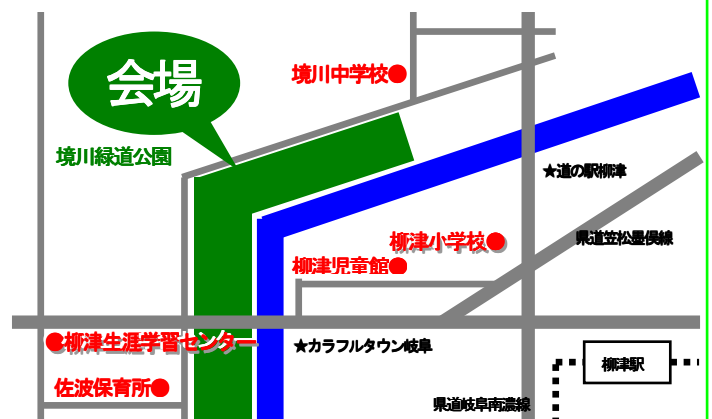 境川中学校●
会場
境川緑道公園
★道の駅柳津
柳津小学校●
県道笠松墨俣線
柳津児童館●
●柳津生涯学習センター
★カラフルタウン岐阜
柳津駅
佐波保育所●
県道岐阜南濃線